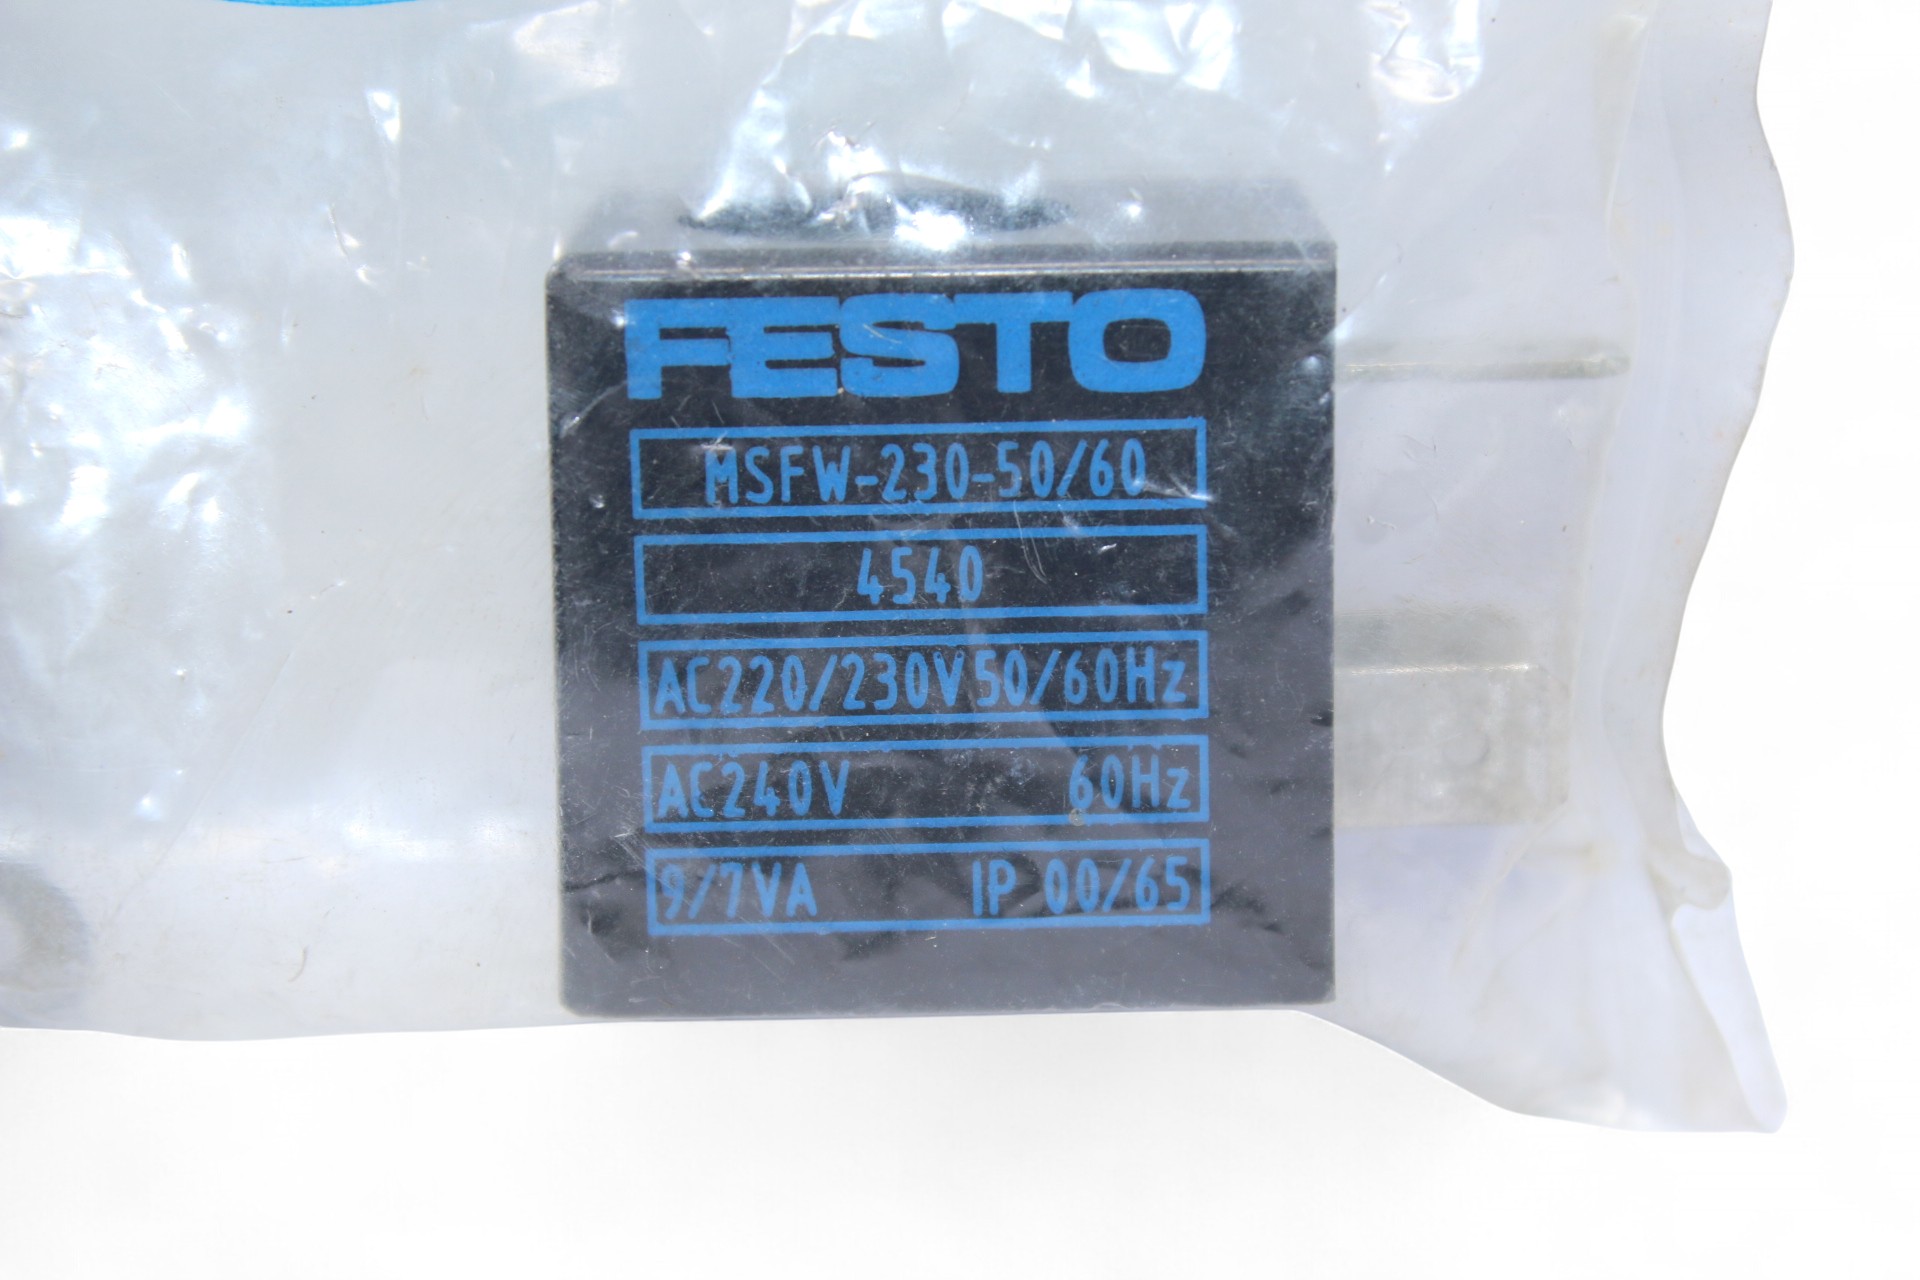 FESTO
MSFW-230-50/60
4540
AC220/230V50/60Hz
AC240V 60Hz
9/7VA IP 00/65